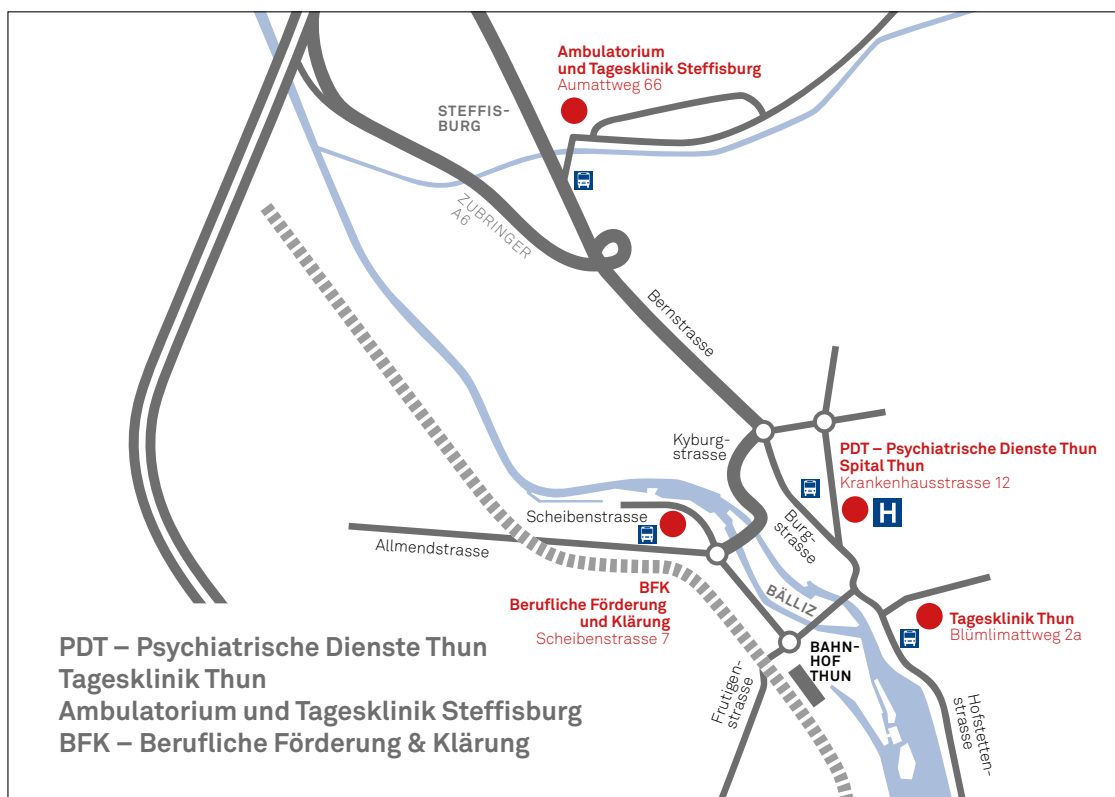 Ambulatorium
und Tagesklinik Steffisburg
Aumattweg 66
STEFFIS-
BURG
ZUBRINGER
A6
Bernstrasse
Kyburg-
strasse
PDT – Psychiatrische Dienste Thun
Spital Thun
Krankenhausstrasse 12
H
Scheibenstrasse
Burg-
strasse
Allmendstrasse
BFK
Berufliche Förderung
und Klärung
Scheibenstrasse 7
BÄLLIZ
Tagesklinik Thun
Blümlimattweg 2a
BAHN-
HOF
THUN
Frutigen-
strasse
Hofstetten-
strasse
PDT – Psychiatrische Dienste Thun
Tagesklinik Thun
Ambulatorium und Tagesklinik Steffisburg
BFK – Berufliche Förderung & Klärung